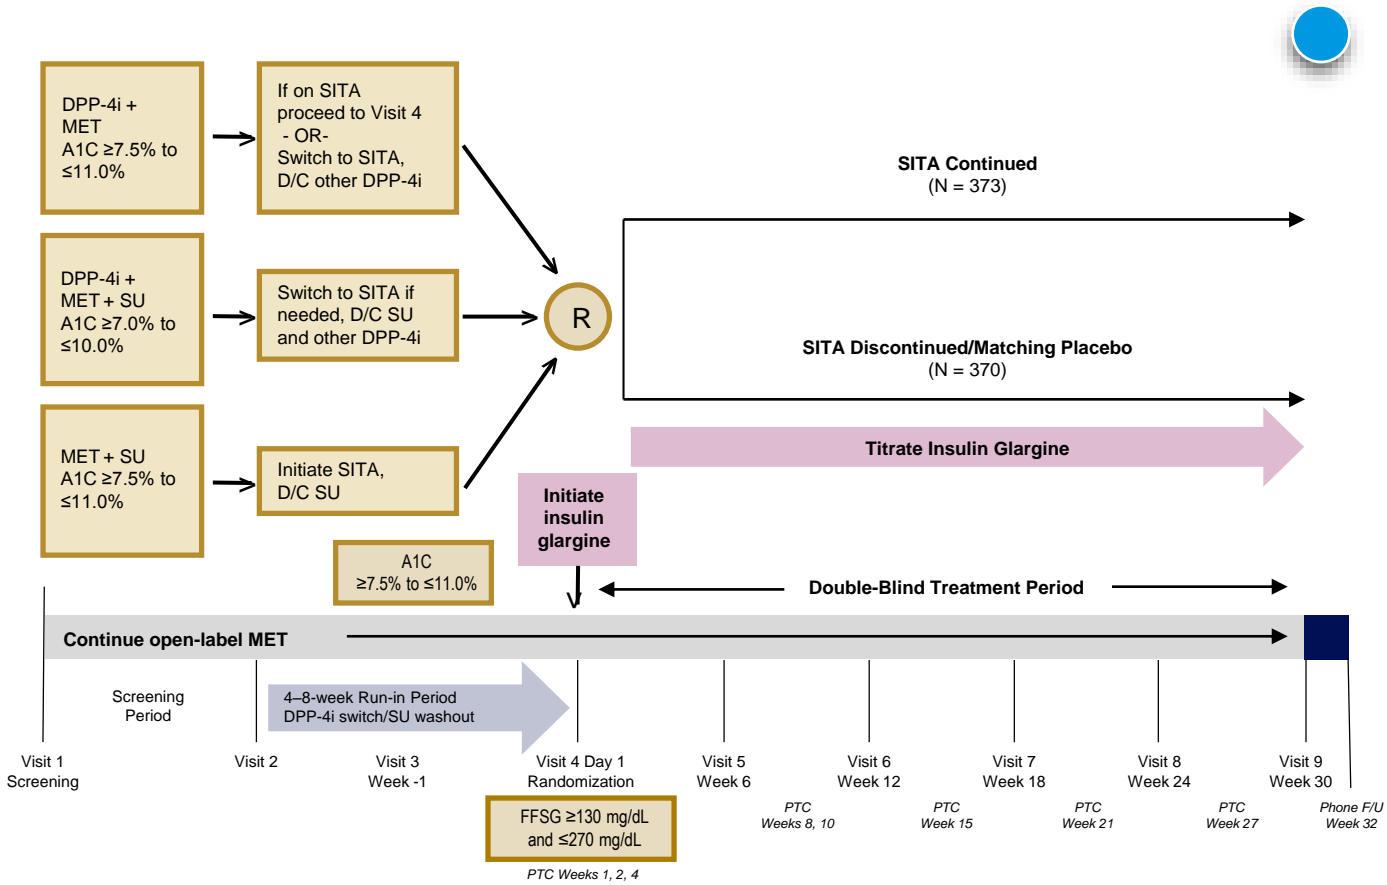 DPP-4i +
MET
A1C ≥7.5% to
≤11.0%
If on SITA
proceed to Visit 4
- OR-
Switch to SITA,
D/C other DPP-4i
DPP-4i +
MET + SU
A1C ≥7.0% to
≤10.0%
Switch to SITA if
needed, D/C SU
and other DPP-4i
MET + SU
A1C ≥7.5% to
≤11.0%
Initiate SITA,
D/C SU
R
SITA Continued
(N = 373)
SITA Discontinued/Matching Placebo
(N = 370)
Titrate Insulin Glargine
Initiate
insulin
glargine
A1C
≥7.5% to ≤11.0%
Double-Blind Treatment Period
Continue open-label MET
Screening
Period
4–8-week Run-in Period
DPP-4i switch/SU washout
Visit 1
Screening
Visit 2
Visit 3
Week -1
Visit 4 Day 1
Randomization
Visit 5
Week 6
Visit 6
Week 12
Visit 7
Week 18
Visit 8
Week 24
Visit 9
Week 30
FFSG ≥130 mg/dL
and ≤270 mg/dL
PTC Weeks 1, 2, 4
PTC
Weeks 8, 10
PTC
Week 15
PTC
Week 21
PTC
Week 27
Phone F/U
Week 32